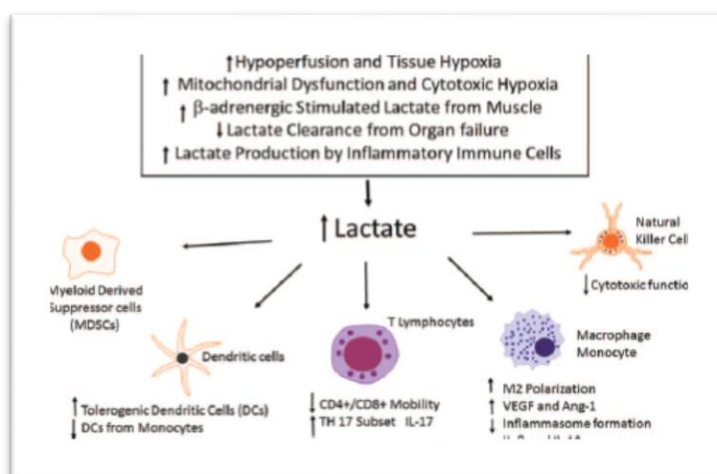 ↑Hypoperfusion and Tissue Hypoxia
↑ Mitochondrial Dysfunction and Cytotoxic Hypoxia
↑ β-adrenergic Stimulated Lactate from Muscle
↓Lactate Clearance from Organ failure
↑ Lactate Production by Inflammatory Immune Cells
↑Lactate
Natural
Killer Cell
↓Cytotoxic functio
Myeloid Derived
Suppressor cells
(MDSCs)
Dendritic cells
↑ Tolerogenic Dendritic Cells (DCs)
↓ DCs from Monocytes
T Lymphocytes
↓ CD4+/CD8+ Mobility
↑ TH 17 Subset IL-17
Macrophage
Monocyte
↑ M2 Polarization
↑ VEGF and Ang-1
↓ Inflammasome formation